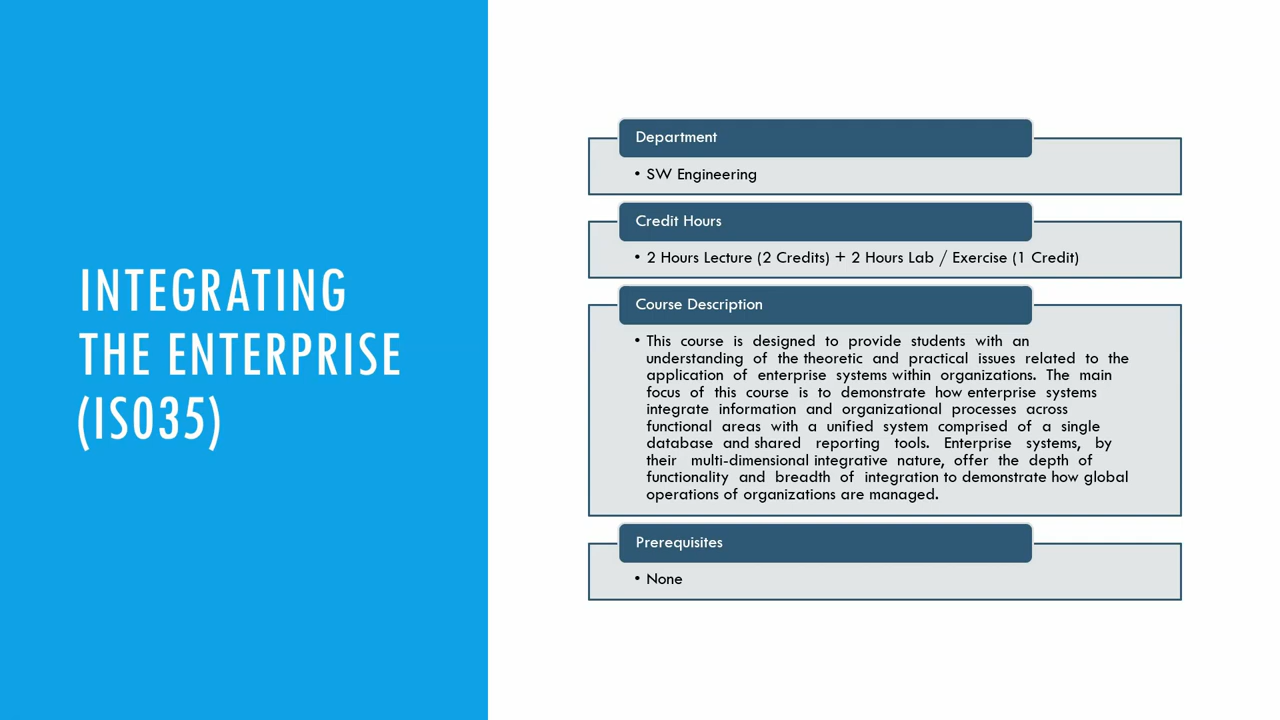 INTEGRATING
THE ENTERPRISE
(IS035)
Department
• SW Engineering
Credit Hours
• 2 Hours Lecture (2 Credits) + 2 Hours Lab / Exercise (1 Credit)
Course Description
• This course is designed to provide students with an
understanding of the theoretic and practical issues related to the
application of enterprise systems within organizations. The main
focus of this course is to demonstrate how enterprise systems
integrate information and organizational processes across
functional areas with a unified system comprised of a single
database and shared reporting tools. Enterprise systems, by
their multi-dimensional integrative nature, offer the depth of
functionality and breadth of integration to demonstrate how global
operations of organizations are managed.
Prerequisites
• None